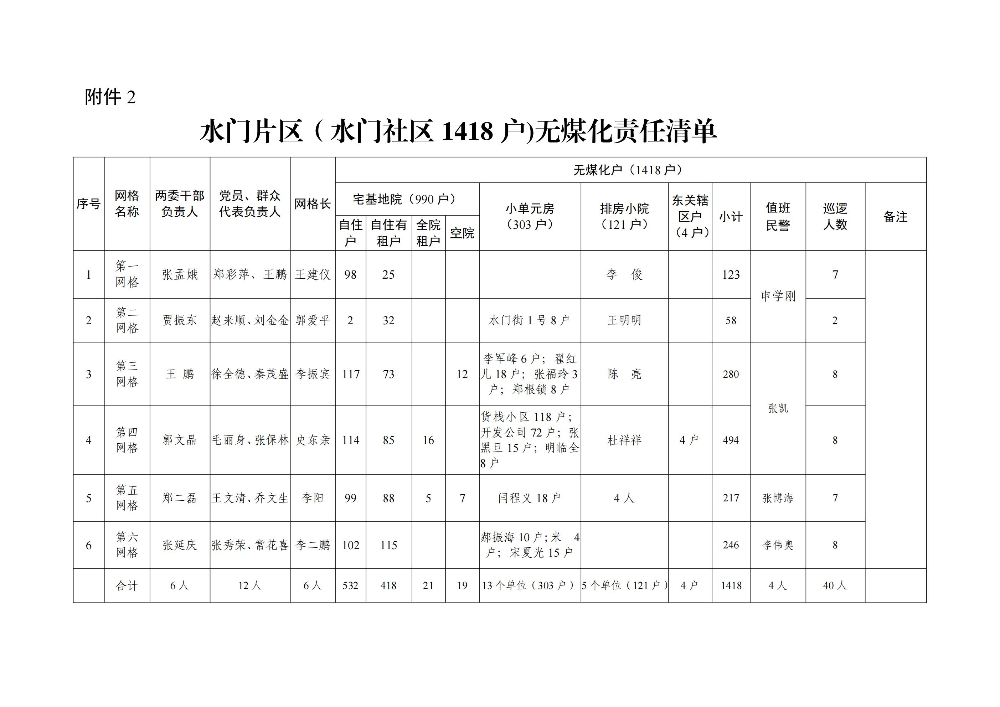 附件 2
水门片区（ 水门社区 1418 户)无煤化责任清单
序号 网格名称 两委干部负责人 党员、群众代表负责人 网格长 无煤化户（1418 户）
宅基地院（990 户） 小单元房（303 户） 排房小院（121 户） 东关辖区户（4 户） 小计 值班民警 巡逻人数 备注
自住户 自住有租户 全院租户 空院
1 第一网格 张孟娥 郑彩萍、王鹏 王建仪 98 25 李 俊 123 申学刚 7
2 第二网格 贾振东 赵来顺、刘金金 郭爱平 2 32 水门街 1 号 8 户 王明明 58 2
3 第三网格 王 鹏 徐全德、秦茂盛 李振宾 117 73 12 李军峰 6 户；翟红儿 18 户；张福玲 3 户；郑根锁 8 户 陈 亮 280 张凯 8
4 第四网格 郭文晶 毛丽身、张保林 史东亲 114 85 16 货栈小区 118 户；开发公司 72 户；张黑旦 15 户；明临全 8 户 杜祥祥 4 户 494 8
5 第五网格 郑二磊 王文清、乔文生 李阳 99 88 5 7 闫程义 18 户 4 人 217 张博海 7
6 第六网格 张延庆 张秀荣、常花喜 李二鹏 102 115 郝振海 10 户；米 4 户；宋夏光 15 户 246 李伟奥 8
合计 6 人 12 人 6 人 532 418 21 19 13 个单位（303 户） 5 个单位（121 户） 4 户 1418 4 人 40 人